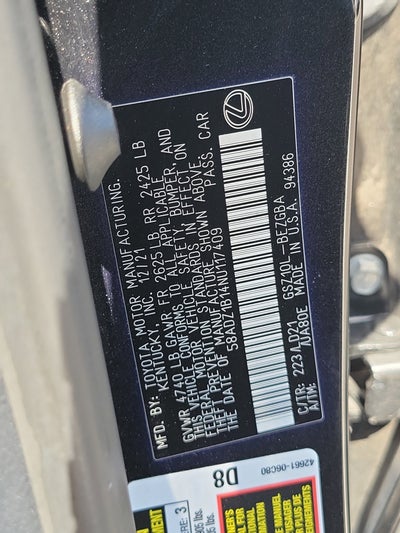 MFD. BY: TOYOTA MOTOR MANUFACTURING,
KENTUCKY, INC. 12/21
GVWR 4740 LB GAWR FR 2625 LB RR 2425 LB
THIS VEHICLE CONFORMS TO ALL APPLICABLE
FEDERAL MOTOR VEHICLE SAFETY, BUMPER, AND
THEFT PREVENTION STANDARDS IN EFFECT ON
THE DATE OF MANUFACTURE SHOWN ABOVE.
58ADZ1B14NU117409 PASS. CAR
C/TR: 223A/LD21 GSZ10L-BEZGBA
A/TM: /UA80E MADE IN U.S.A. 94386
D8
42661-06C80